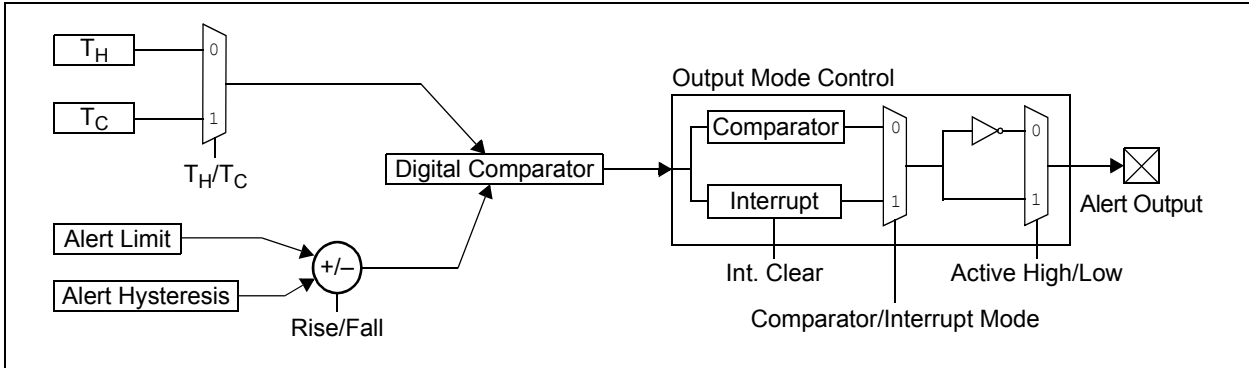 T_H
0
T_C
1
T_H/T_C
Alert Limit
Alert Hysteresis
+/–
Rise/Fall
Digital Comparator
Output Mode Control
Comparator
0
Interrupt
1
0
1
Int. Clear
Active High/Low
Comparator/Interrupt Mode
Alert Output